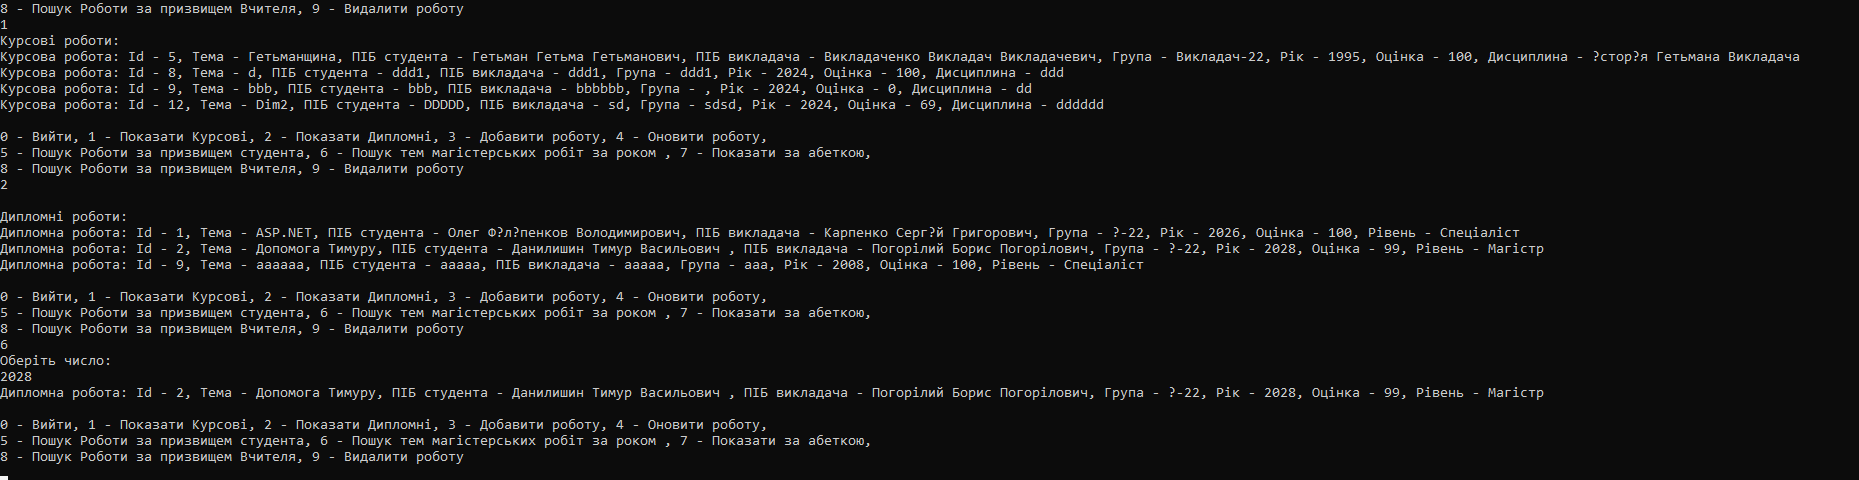 8 - Пошук Роботи за призвищем Вчителя, 9 - Видалити роботу
1
Курсові роботи:
Курсова робота: Id - 5, Тема - Гетьманщина, ПІБ студента - Гетьман Гетьма Гетьманович, ПІБ викладача - Викладаченко Викладач Викладачевич, Група - Викладач-22, Рік - 1995, Оцінка - 100, Дисциплина - ?стор?я Гетьмана Викладача
Курсова робота: Id - 8, Тема - d, ПІБ студента - ddd1, ПІБ викладача - ddd1, Група - ddd1, Рік - 2024, Оцінка - 100, Дисциплина - ddd
Курсова робота: Id - 9, Тема - bbb, ПІБ студента - bbb, ПІБ викладача - bbbbbb, Група - , Рік - 2024, Оцінка - 0, Дисциплина - dd
Курсова робота: Id - 12, Тема - Dim2, ПІБ студента - DDDDD, ПІБ викладача - sd, Група - sdsd, Рік - 2024, Оцінка - 69, Дисциплина - dddddd
0 - Вийти, 1 - Показати Курсові, 2 - Показати Дипломні, 3 - Добавити роботу, 4 - Оновити роботу,
5 - Пошук Роботи за призвищем студента, 6 - Пошук тем магістерських робіт за роком , 7 - Показати за абеткою,
8 - Пошук Роботи за призвищем Вчителя, 9 - Видалити роботу
2
Дипломні роботи:
Дипломна робота: Id - 1, Тема - ASP.NET, ПІБ студента - Олег Ф?л?пенков Володимирович, ПІБ викладача - Карпенко Серг?й Григорович, Група - ?-22, Рік - 2026, Оцінка - 100, Рівень - Спеціаліст
Дипломна робота: Id - 2, Тема - Допомога Тимуру, ПІБ студента - Данилишин Тимур Васильович , ПІБ викладача - Погорілий Борис Погорілович, Група - ?-22, Рік - 2028, Оцінка - 99, Рівень - Магістр
Дипломна робота: Id - 9, Тема - аааааа, ПІБ студента - ааааа, ПІБ викладача - ааааа, Група - ааа, Рік - 2008, Оцінка - 100, Рівень - Спеціаліст
0 - Вийти, 1 - Показати Курсові, 2 - Показати Дипломні, 3 - Добавити роботу, 4 - Оновити роботу,
5 - Пошук Роботи за призвищем студента, 6 - Пошук тем магістерських робіт за роком , 7 - Показати за абеткою,
8 - Пошук Роботи за призвищем Вчителя, 9 - Видалити роботу
6
Оберіть число:
2028
Дипломна робота: Id - 2, Тема - Допомога Тимуру, ПІБ студента - Данилишин Тимур Васильович , ПІБ викладача - Погорілий Борис Погорілович, Група - ?-22, Рік - 2028, Оцінка - 99, Рівень - Магістр
0 - Вийти, 1 - Показати Курсові, 2 - Показати Дипломні, 3 - Добавити роботу, 4 - Оновити роботу,
5 - Пошук Роботи за призвищем студента, 6 - Пошук тем магістерських робіт за роком , 7 - Показати за абеткою,
8 - Пошук Роботи за призвищем Вчителя, 9 - Видалити роботу